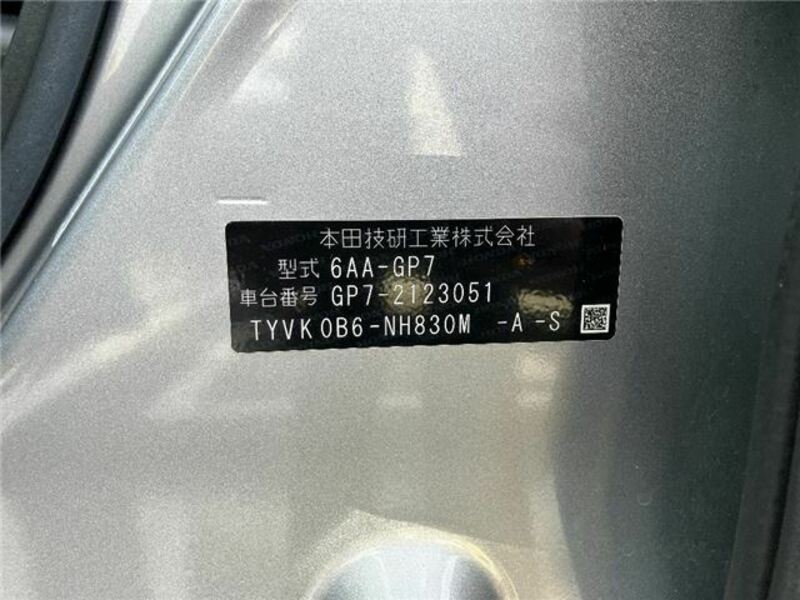 本田技研工業株式会社
型式 6AA-GP7
車台番号 GP7-2123051
TYVK0B6-NH830M -A -S